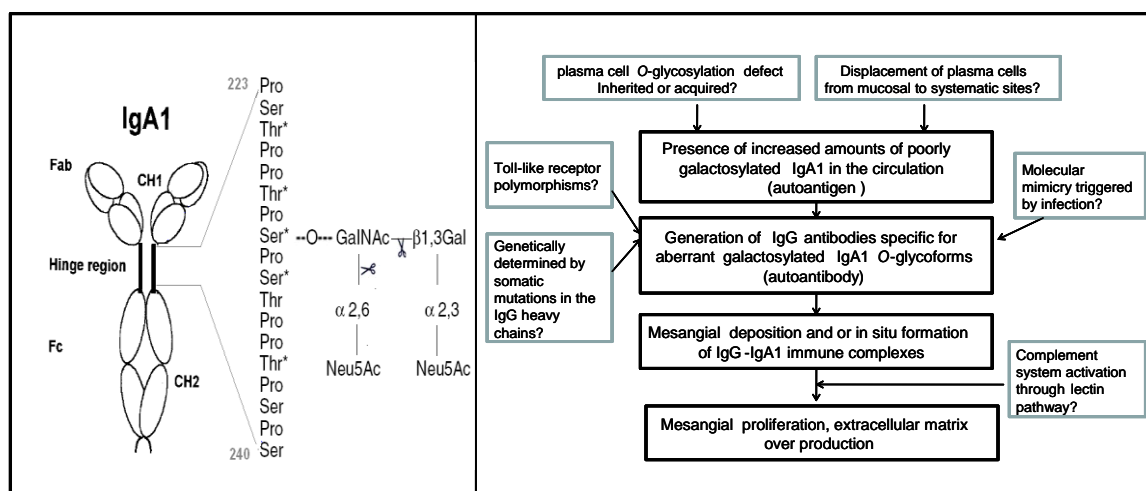 IgA1
Fab
CH1
Hinge region
Fc
CH2
223
Pro
Ser
Thr*
Pro
Pro
Thr*
Pro
Ser* --O--- GalNAc β1,3Gal
Pro
Ser*
Thr
Pro
Pro
Thr*
Pro
Ser
Pro
240 Ser
α 2,6 α 2,3
Neu5Ac Neu5Ac
plasma cell O-glycosylation defect
Inherited or acquired?
Displacement of plasma cells
from mucosal to systematic sites?
Presence of increased amounts of poorly
galactosylated IgA1 in the circulation
(autoantigen )
Toll-like receptor
polymorphisms?
Molecular
mimicry triggered
by infection?
Generation of IgG antibodies specific for
aberrant galactosylated IgA1 O-glycoforms
(autoantibody)
Genetically
determined by
somatic
mutations in the
IgG heavy
chains?
Mesangial deposition and or in situ formation
of IgG -IgA1 immune complexes
Complement
system activation
through lectin
pathway?
Mesangial proliferation, extracellular matrix
over production